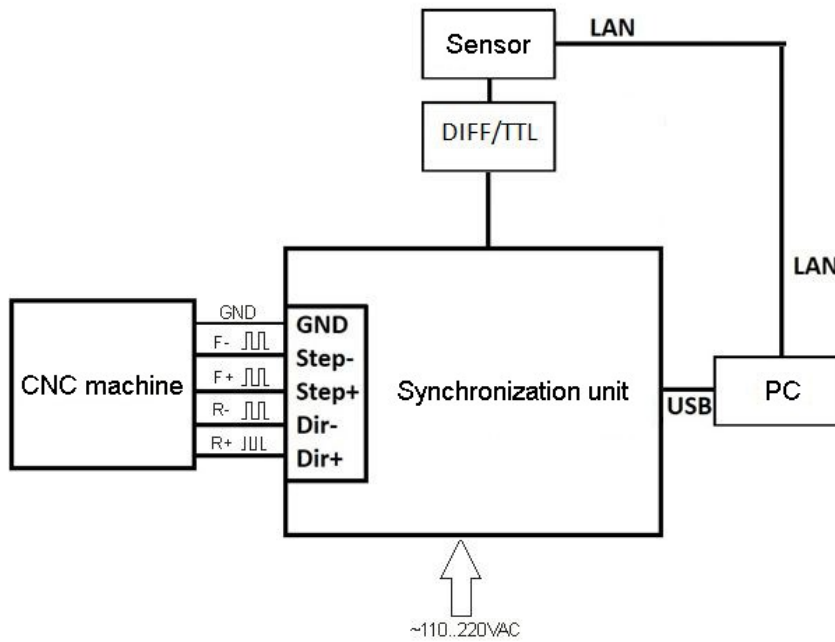 LAN
Sensor
DIFF/TTL
LAN
GND
F-
F+
R-
R+
GND
Step-
Step+
Dir-
Dir+
CNC machine
Synchronization unit
USB
PC
~110..220VAC